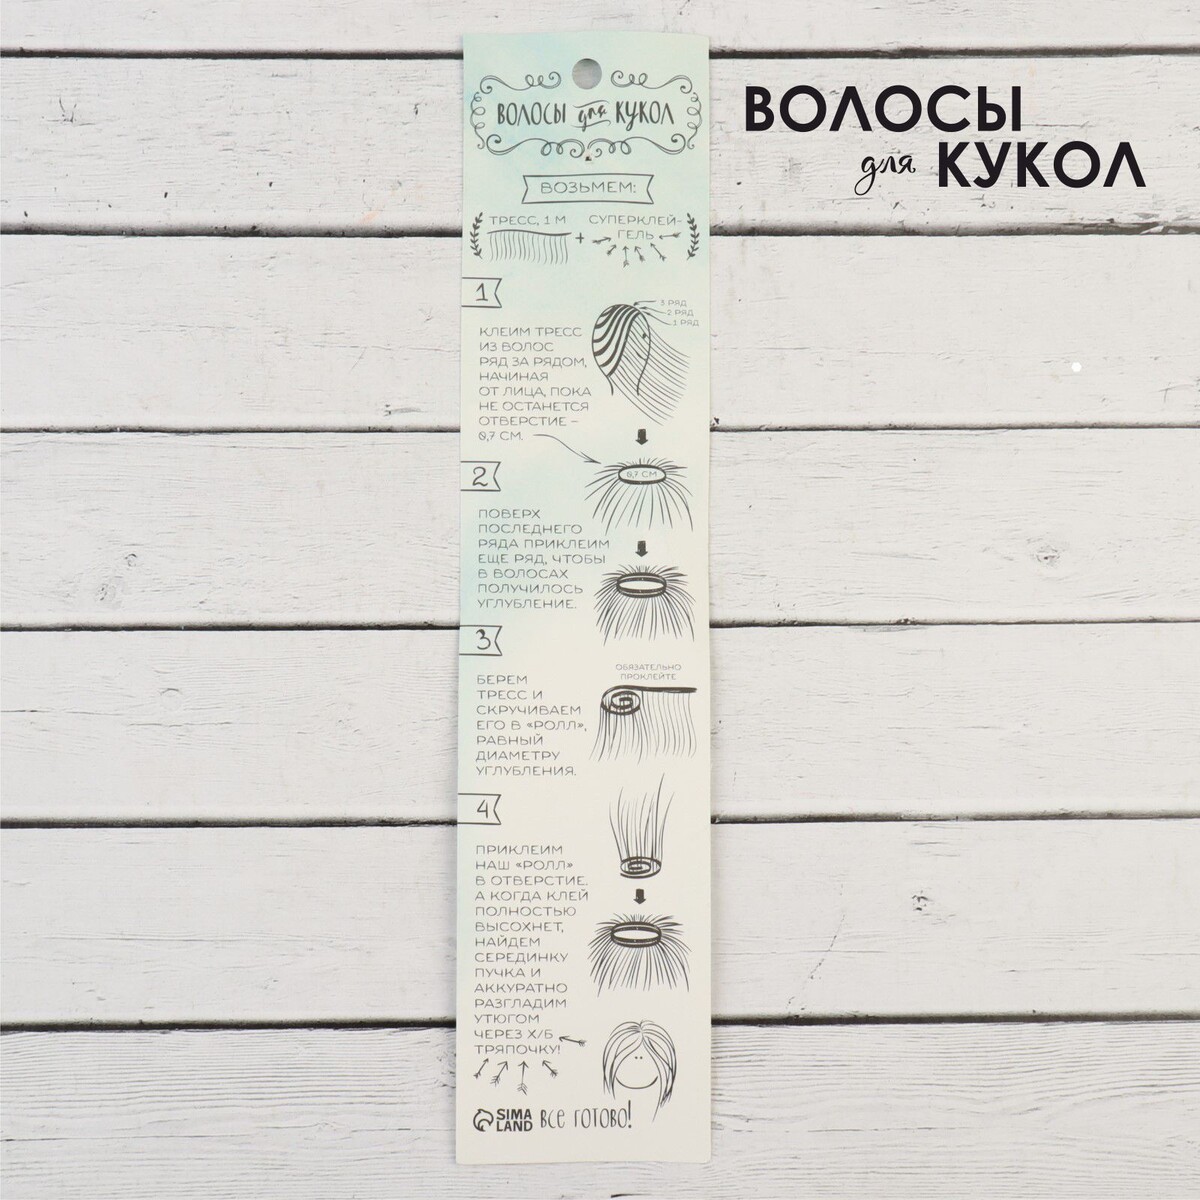 ВОЛОСЫ
для КУКОЛ
ВОЛОСЫ для КУКОЛ
ВОЗЬМЕМ:
ТРЕСС, 1 М + СУПЕРКЛЕЙ-
ГЕЛЬ
1
3 РЯД
2 РЯД
1 РЯД
КЛЕИМ ТРЕСС
ИЗ ВОЛОС
РЯД ЗА РЯДОМ,
НАЧИНАЯ
ОТ ЛИЦА, ПОКА
НЕ ОСТАНЕТСЯ
ОТВЕРСТИЕ –
0,7 СМ.
0,7 СМ
2
ПОВЕРХ
ПОСЛЕДНЕГО
РЯДА ПРИКЛЕИМ
ЕЩЕ РЯД, ЧТОБЫ
В ВОЛОСАХ
ПОЛУЧИЛОСЬ
УГЛУБЛЕНИЕ.
3
ОБЯЗАТЕЛЬНО
ПРОКЛЕЙТЕ
БЕРЕМ
ТРЕСС И
СКРУЧИВАЕМ
ЕГО В «РОЛЛ»,
РАВНЫЙ
ДИАМЕТРУ
УГЛУБЛЕНИЯ.
4
ПРИКЛЕИМ
НАШ «РОЛЛ»
В ОТВЕРСТИЕ.
А КОГДА КЛЕЙ
ПОЛНОСТЬЮ
ВЫСОХНЕТ,
НАЙДЕМ
СЕРЕДИНКУ
ПУЧКА И
АККУРАТНО
РАЗГЛАДИМ
УТЮГОМ
ЧЕРЕЗ Х/Б
ТРЯПОЧКУ!
SIMA
LAND
ВСЕ ГОТОВО!